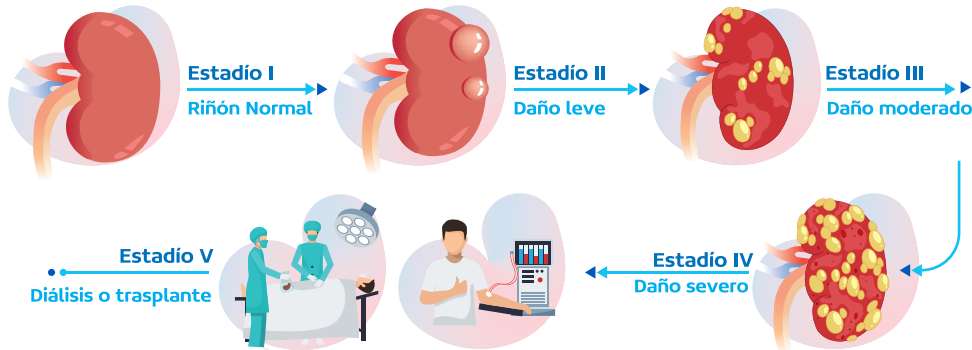 Estadío I
Riñón Normal
Estadío II
Daño leve
Estadío III
Daño moderado
Estadío IV
Daño severo
Estadío V
Diálisis o trasplante